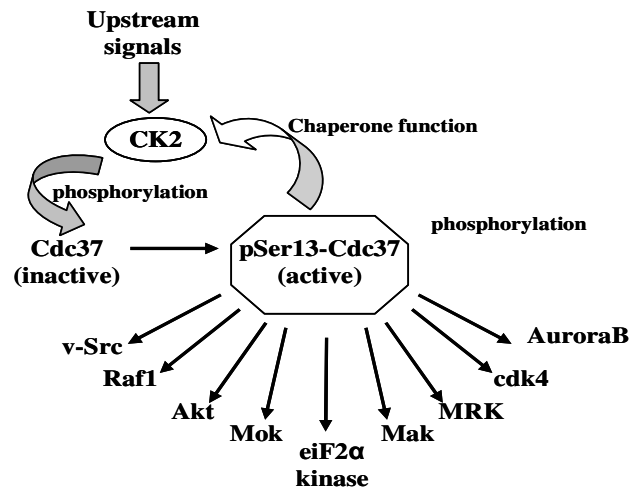 Upstream
signals
CK2
Chaperone function
phosphorylation
phosphorylation
Cdc37
(inactive)
pSer13-Cdc37
(active)
v-Src
Raf1
Akt
Mok
eiF2α
kinase
Mak
MRK
cdk4
AuroraB